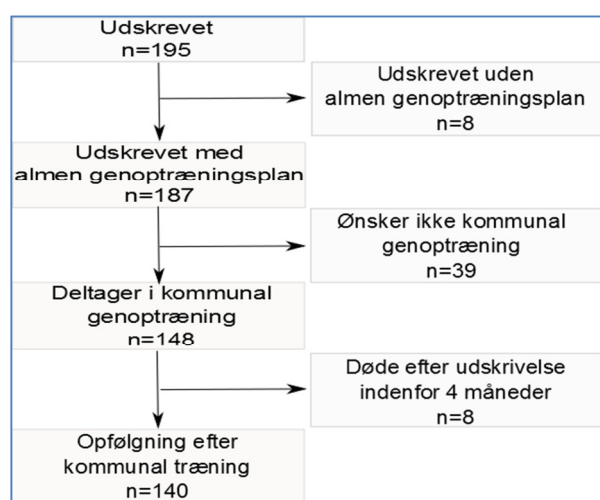 Udskrevet
n=195
Udskrevet uden
almen genoptræningsplan
n=8
Udskrevet med
almen genoptræningsplan
n=187
Ønsker ikke kommunal
genoptræning
n=39
Deltager i kommunal
genoptræning
n=148
Døde efter udskrivelse
indenfor 4 måneder
n=8
Opfølgning efter
kommunal træning
n=140